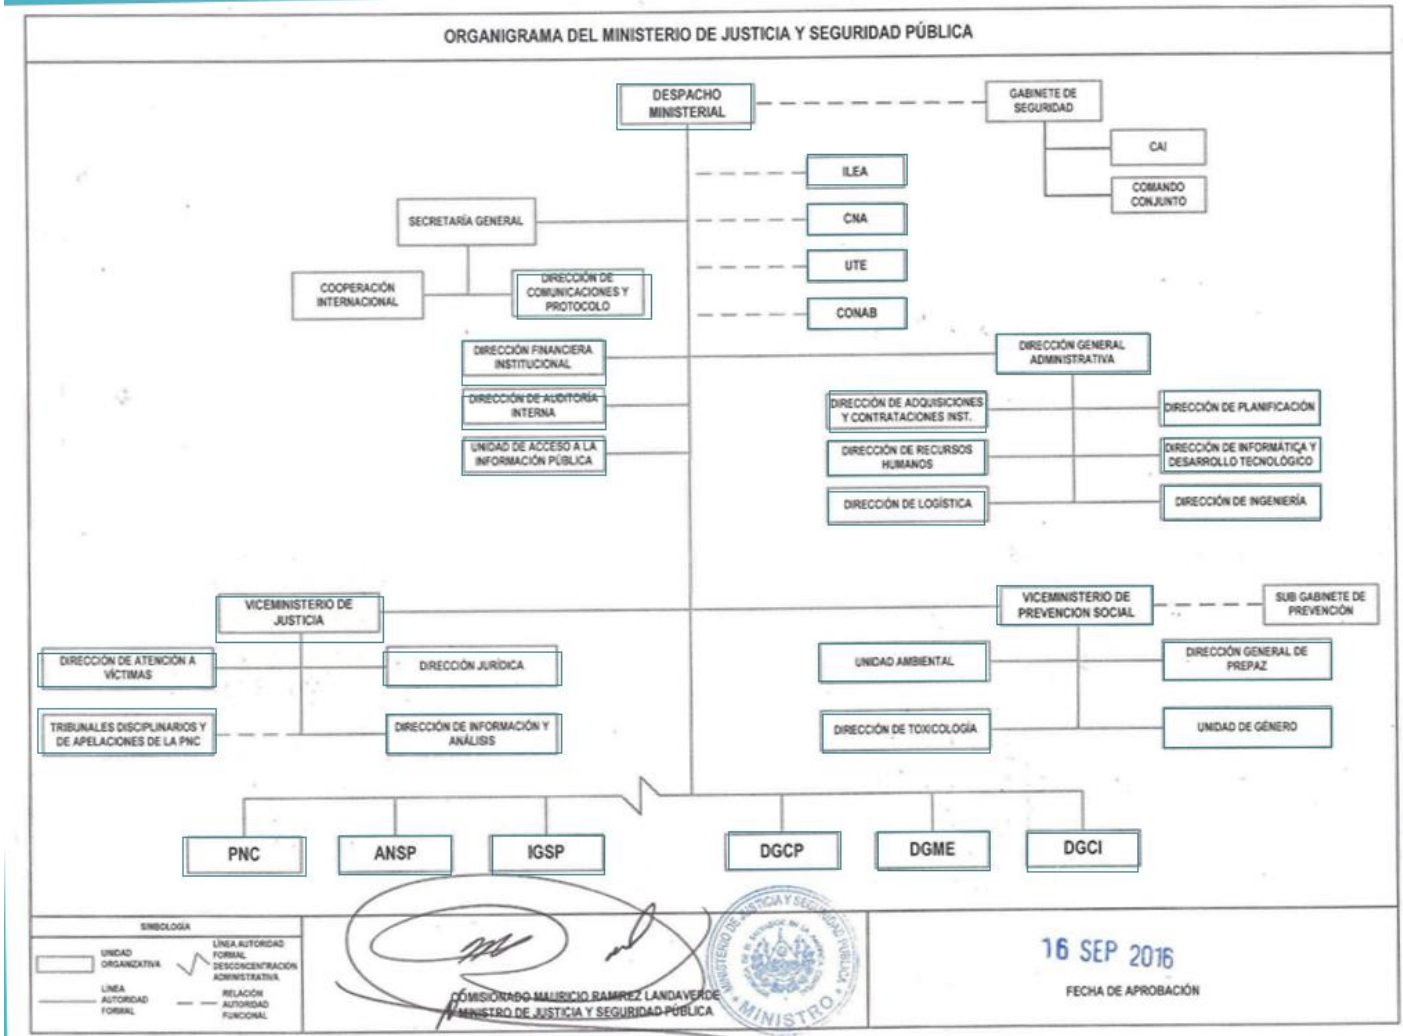 ORGANIGRAMA DEL MINISTERIO DE JUSTICIA Y SEGURIDAD PÚBLICA
DESPACHO
MINISTERIAL
GABINETE DE
SEGURIDAD
CAI
COMANDO
CONJUNTO
ILEA
CNA
UTE
CONAB
SECRETARÍA GENERAL
COOPERACIÓN
INTERNACIONAL
DIRECCIÓN DE
COMUNICACIONES Y
PROTOCOLO
DIRECCIÓN FINANCIERA
INSTITUCIONAL
DIRECCIÓN DE AUDITORÍA
INTERNA
UNIDAD DE ACCESO A LA
INFORMACIÓN PÚBLICA
DIRECCIÓN GENERAL
ADMINISTRATIVA
DIRECCIÓN DE ADQUISICIONES
Y CONTRATACIONES INST.
DIRECCIÓN DE PLANIFICACIÓN
DIRECCIÓN DE RECURSOS
HUMANOS
DIRECCIÓN DE INFORMÁTICA Y
DESARROLLO TECNOLÓGICO
DIRECCIÓN DE LOGÍSTICA
DIRECCIÓN DE INGENIERÍA
VICEMINISTERIO DE
JUSTICIA
DIRECCIÓN DE ATENCIÓN A
VÍCTIMAS
DIRECCIÓN JURÍDICA
TRIBUNALES DISCIPLINARIOS Y
DE APELACIONES DE LA PNC
DIRECCIÓN DE INFORMACIÓN Y
ANÁLISIS
VICEMINISTERIO DE
PREVENCION SOCIAL
SUB GABINETE DE
PREVENCIÓN
UNIDAD AMBIENTAL
DIRECCIÓN GENERAL DE
PREPAZ
DIRECCIÓN DE TOXICOLOGÍA
UNIDAD DE GÉNERO
PNC
ANSP
IGSP
DGCP
DGME
DGCI
SIMBOLOGÍA
UNIDAD
ORGANIZATIVA
LÍNEA AUTORIDAD
FORMAL
DESCONCENTRACIÓN
ADMINISTRATIVA
LINEA
AUTORIDAD
FORMAL
RELACIÓN
AUTORIDAD
FUNCIONAL
COMISIONADO MAURICIO RAMIREZ LANDAVERDE
MINISTRO DE JUSTICIA Y SEGURIDAD PÚBLICA
MINISTERIO DE JUSTICIA Y SEGURIDAD PUBLICA
MINISTRO
16 SEP 2016
FECHA DE APROBACIÓN